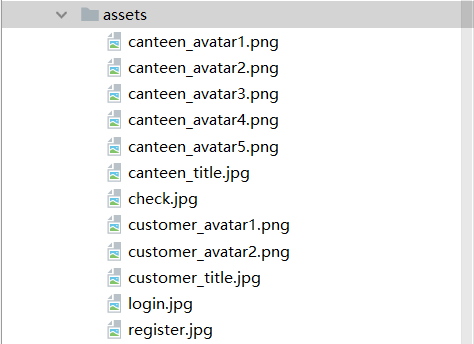 assets
canteen_avatar1.png
canteen_avatar2.png
canteen_avatar3.png
canteen_avatar4.png
canteen_avatar5.png
canteen_title.jpg
check.jpg
customer_avatar1.png
customer_avatar2.png
customer_title.jpg
login.jpg
register.jpg